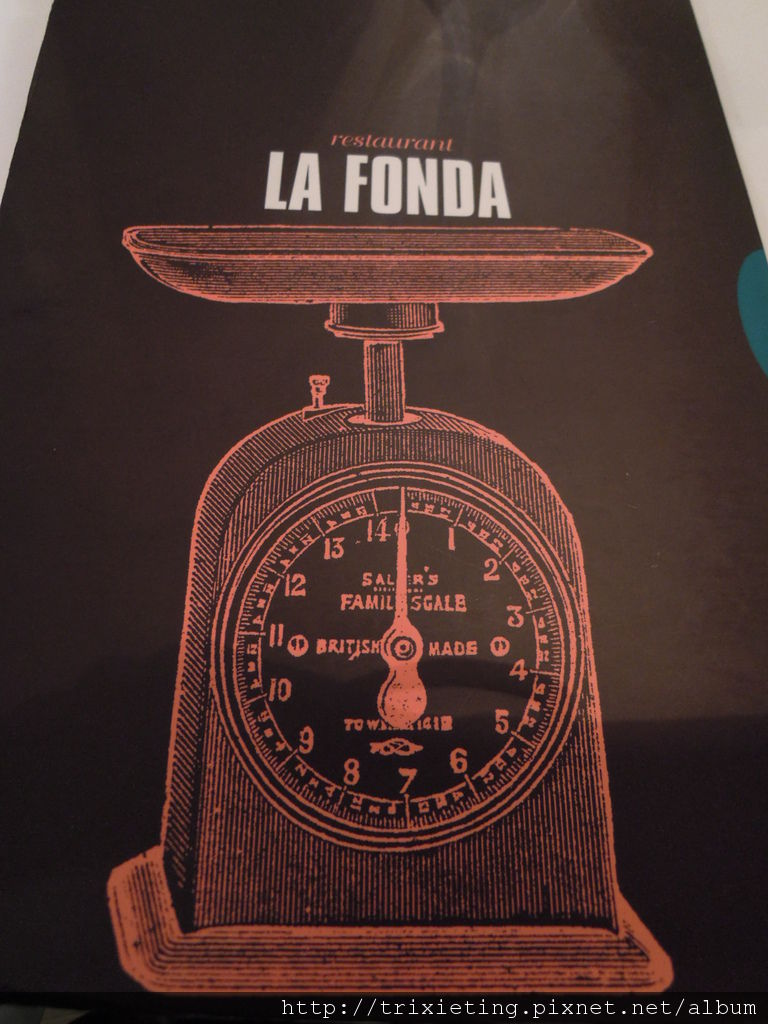 restaurant
LA FONDA
14 1
13 2
12 3
SALTER'S
FAMILY SCALE
11 BRITISH MADE 4
10 5
9 6
8 7
http://trixieting.pixnet.net/album